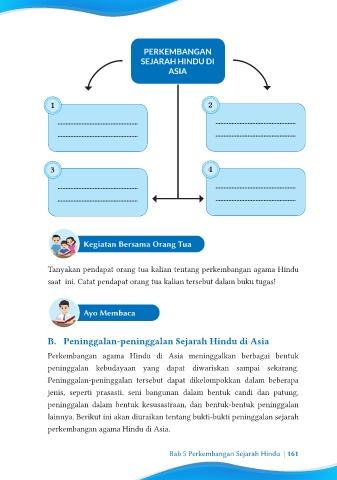 PERKEMBANGAN
SEJARAH HINDU DI
ASIA
1
2
3
4
Kegiatan Bersama Orang Tua
Tanyakan pendapat orang tua kalian tentang perkembangan agama Hindu
saat ini. Catat pendapat orang tua kalian tersebut dalam buku tugas!
Ayo Membaca
B. Peninggalan-peninggalan Sejarah Hindu di Asia
Perkembangan agama Hindu di Asia meninggalkan berbagai bentuk
peninggalan kebudayaan yang dapat diwariskan sampai sekarang.
Peninggalan-peninggalan tersebut dapat dikelompokkan dalam beberapa
jenis, seperti prasasti, seni bangunan dalam bentuk candi dan patung,
peninggalan dalam bentuk kesusastraan, dan bentuk-bentuk peninggalan
lainnya. Berikut ini akan diuraikan tentang bukti-bukti peninggalan sejarah
perkembangan agama Hindu di Asia.
Bab 5 Perkembangan Sejarah Hindu | 161